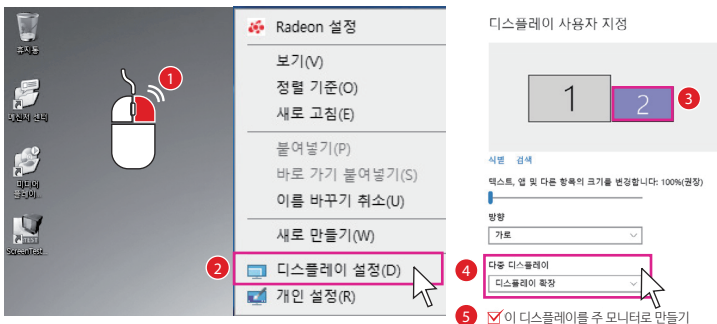 휴지통
메신저 센터
미디어
플레이...
ScreenTest...
TEST
1
Radeon 설정
보기(V)
정렬 기준(O)
새로 고침(E)
붙여넣기(P)
바로 가기 붙여넣기(S)
이름 바꾸기 취소(U)
새로 만들기(W)
2
디스플레이 설정(D)
개인 설정(R)
디스플레이 사용자 지정
1
2
3
식별 검색
텍스트, 앱 및 다른 항목의 크기를 변경합니다: 100%(권장)
방향
가로
4
다중 디스플레이
디스플레이 확장
5
이 디스플레이를 주 모니터로 만들기